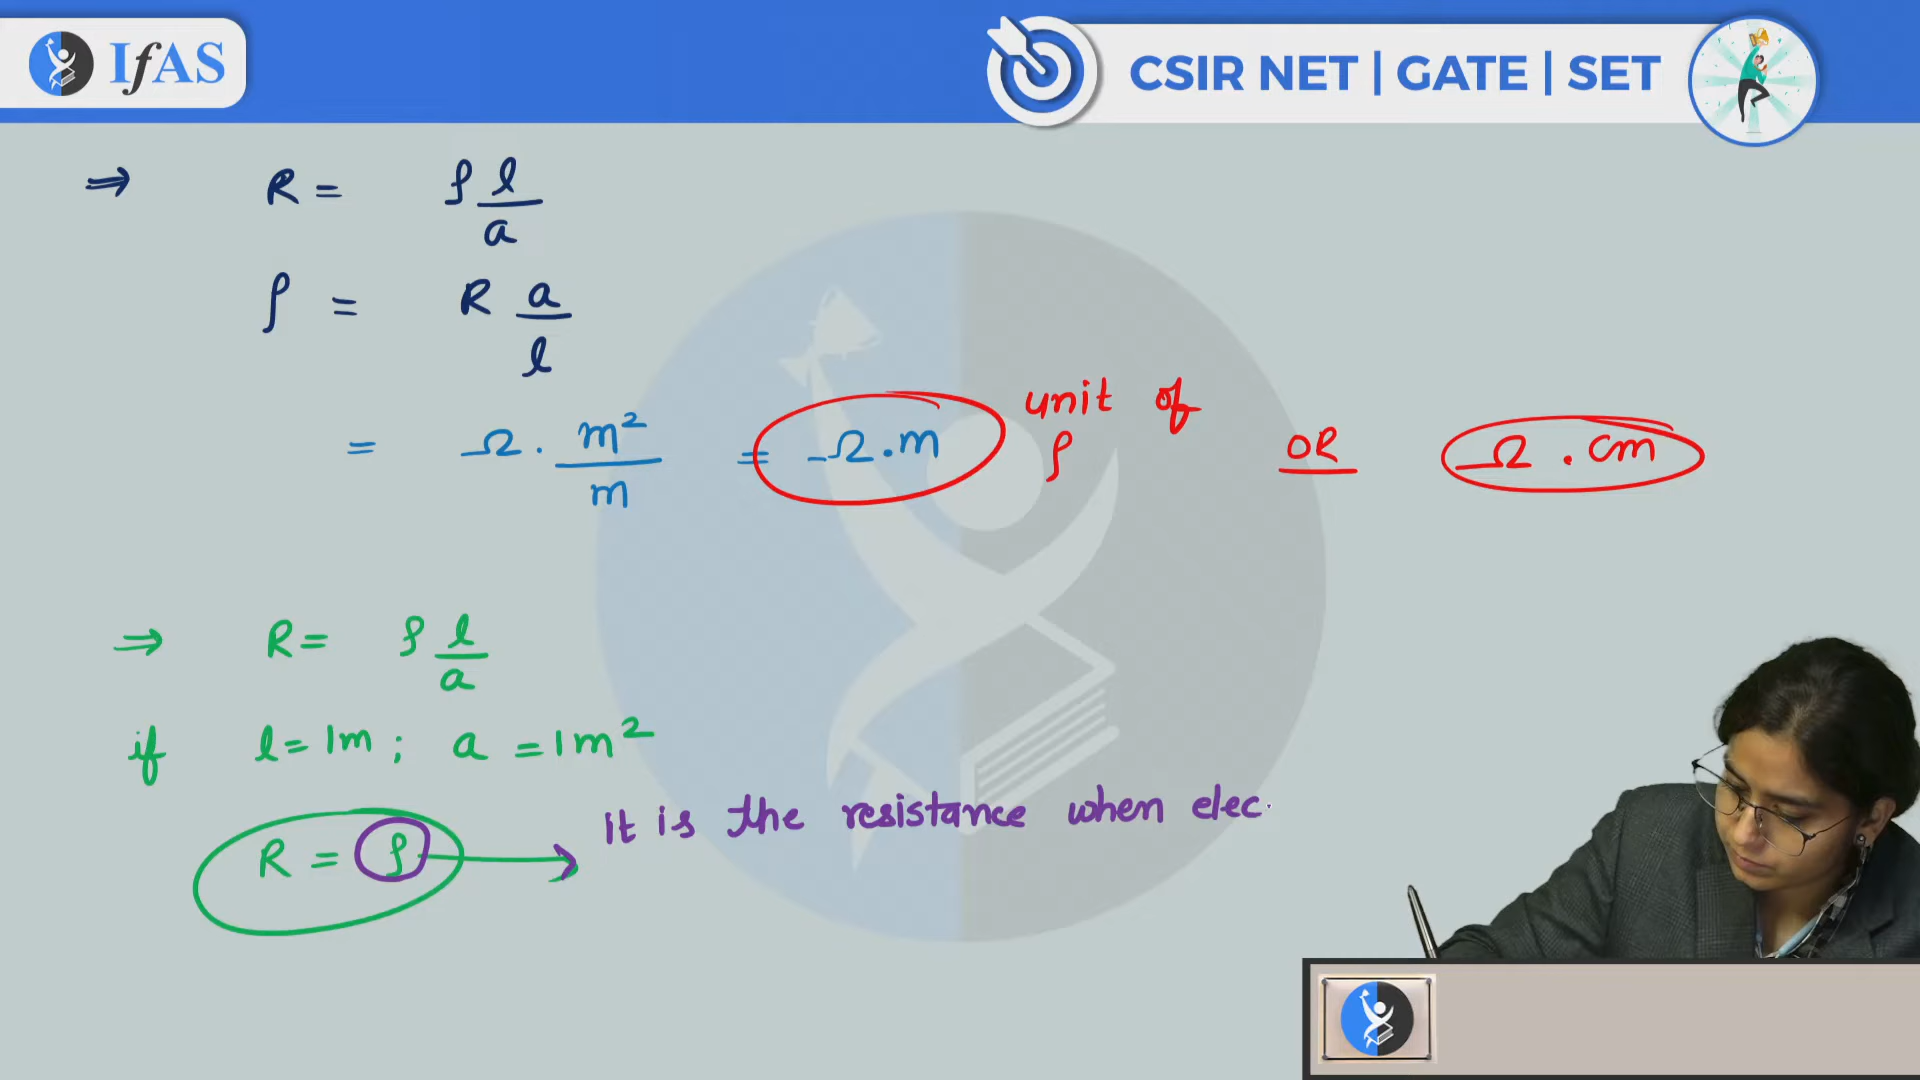 IfAS
CSIR NET | GATE | SET
⇒ R = ρ l/a
ρ = R a/l
= Ω · m²/m = Ω.m unit of ρ OR Ω . cm
⇒ R = ρ l/a
if l = 1m ; a = 1m²
R = ρ → it is the resistance when elec